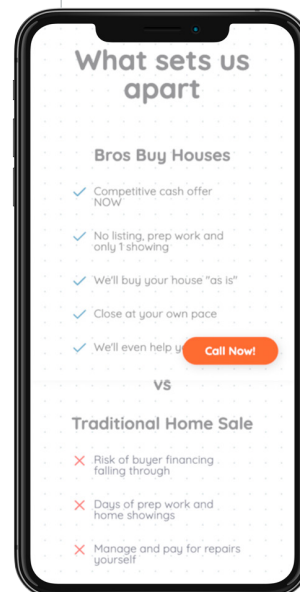 What sets us
apart
Bros Buy Houses
Competitive cash offer
NOW
No listing, prep work and
only 1 showing
We'll buy your house "as is"
Close at your own pace
We'll even help y
Call Now!
vs
Traditional Home Sale
Risk of buyer financing
falling through
Days of prep work and
home showings
Manage and pay for repairs
yourself